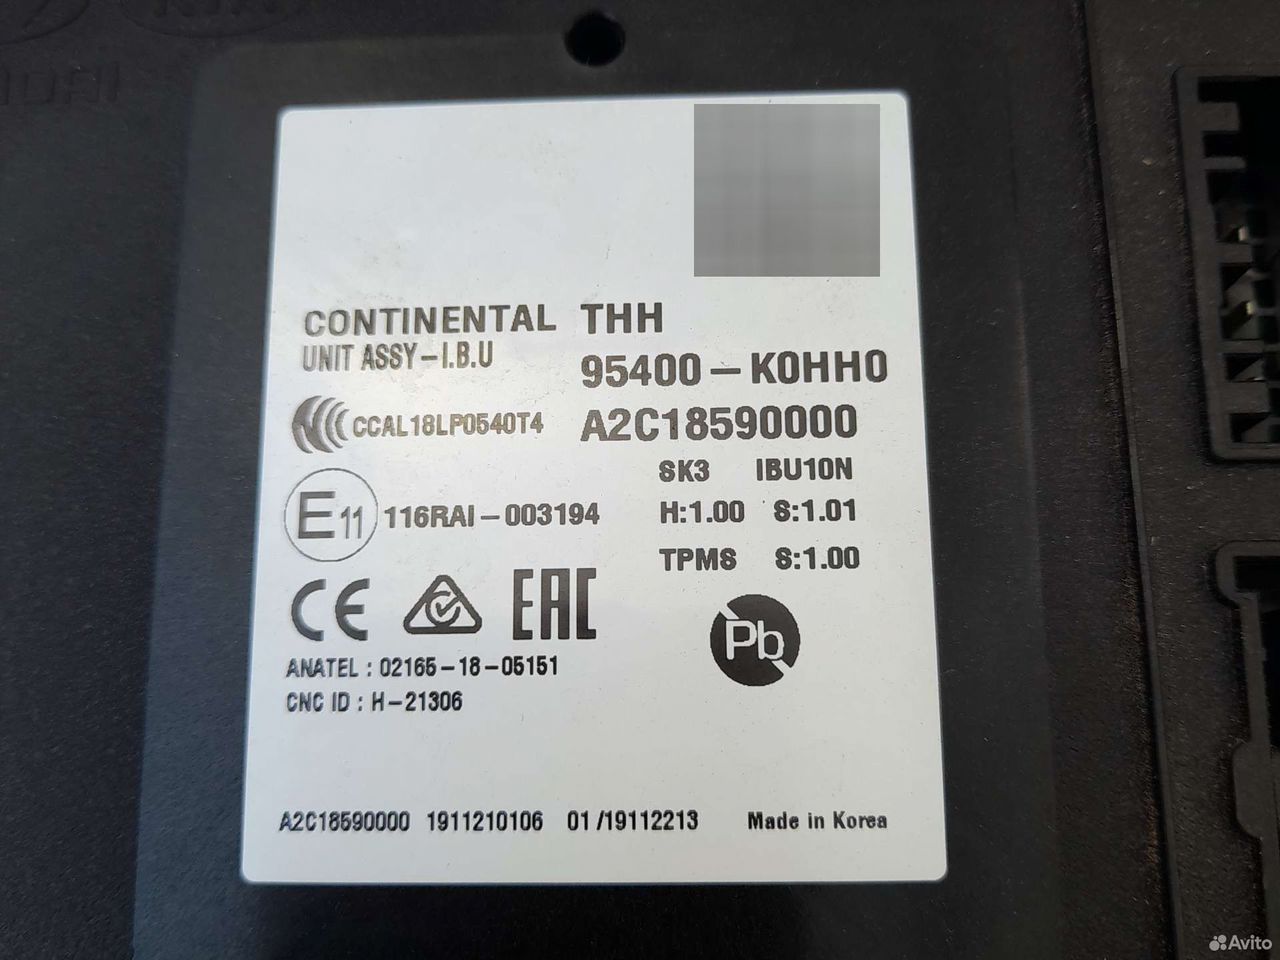 CONTINENTAL THH
UNIT ASSY-I.B.U
95400-K0HH0
CCAL18LP0540T4
A2C18590000
SK3 IBU10N
E11 116RAI-003194
H:1.00 S:1.01
TPMS S:1.00
CE EAC
Pb
ANATEL : 02165-18-05151
CNC ID : H-21306
A2C18590000 1911210106 01/19112213 Made in Korea
Avito